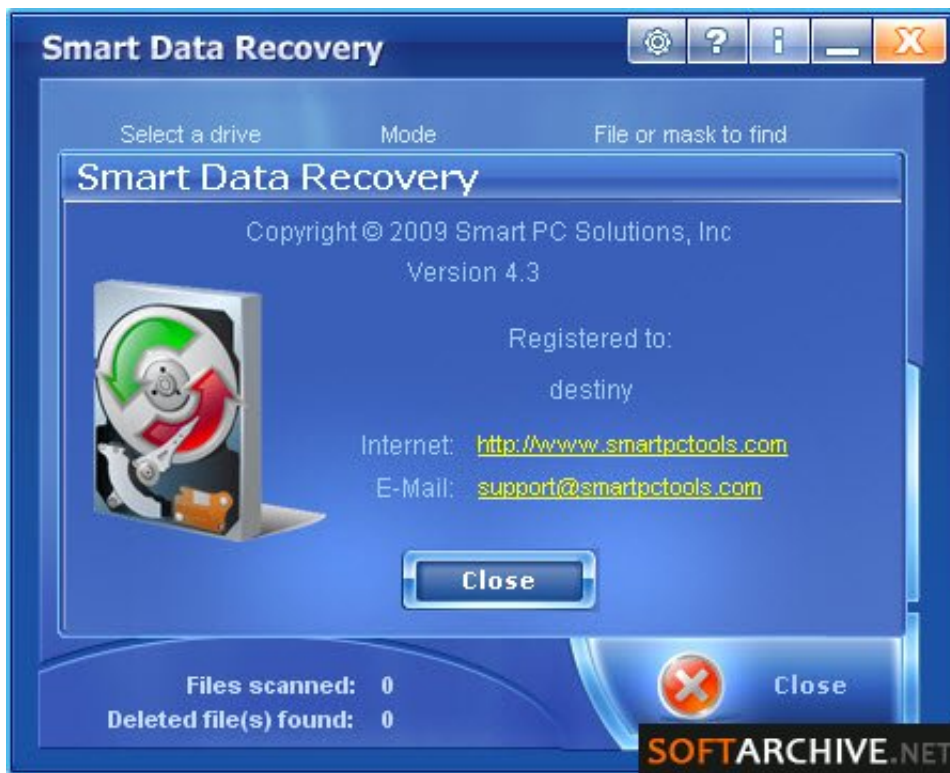 Smart Data Recovery
Select a drive Mode File or mask to find
Smart Data Recovery
Copyright © 2009 Smart PC Solutions, Inc
Version 4.3
Registered to:
destiny
Internet: http://www.smartpctools.com
E-Mail: support@smartpctools.com
Close
Files scanned: 0
Deleted file(s) found: 0
Close
SOFTARCHIVE.NET